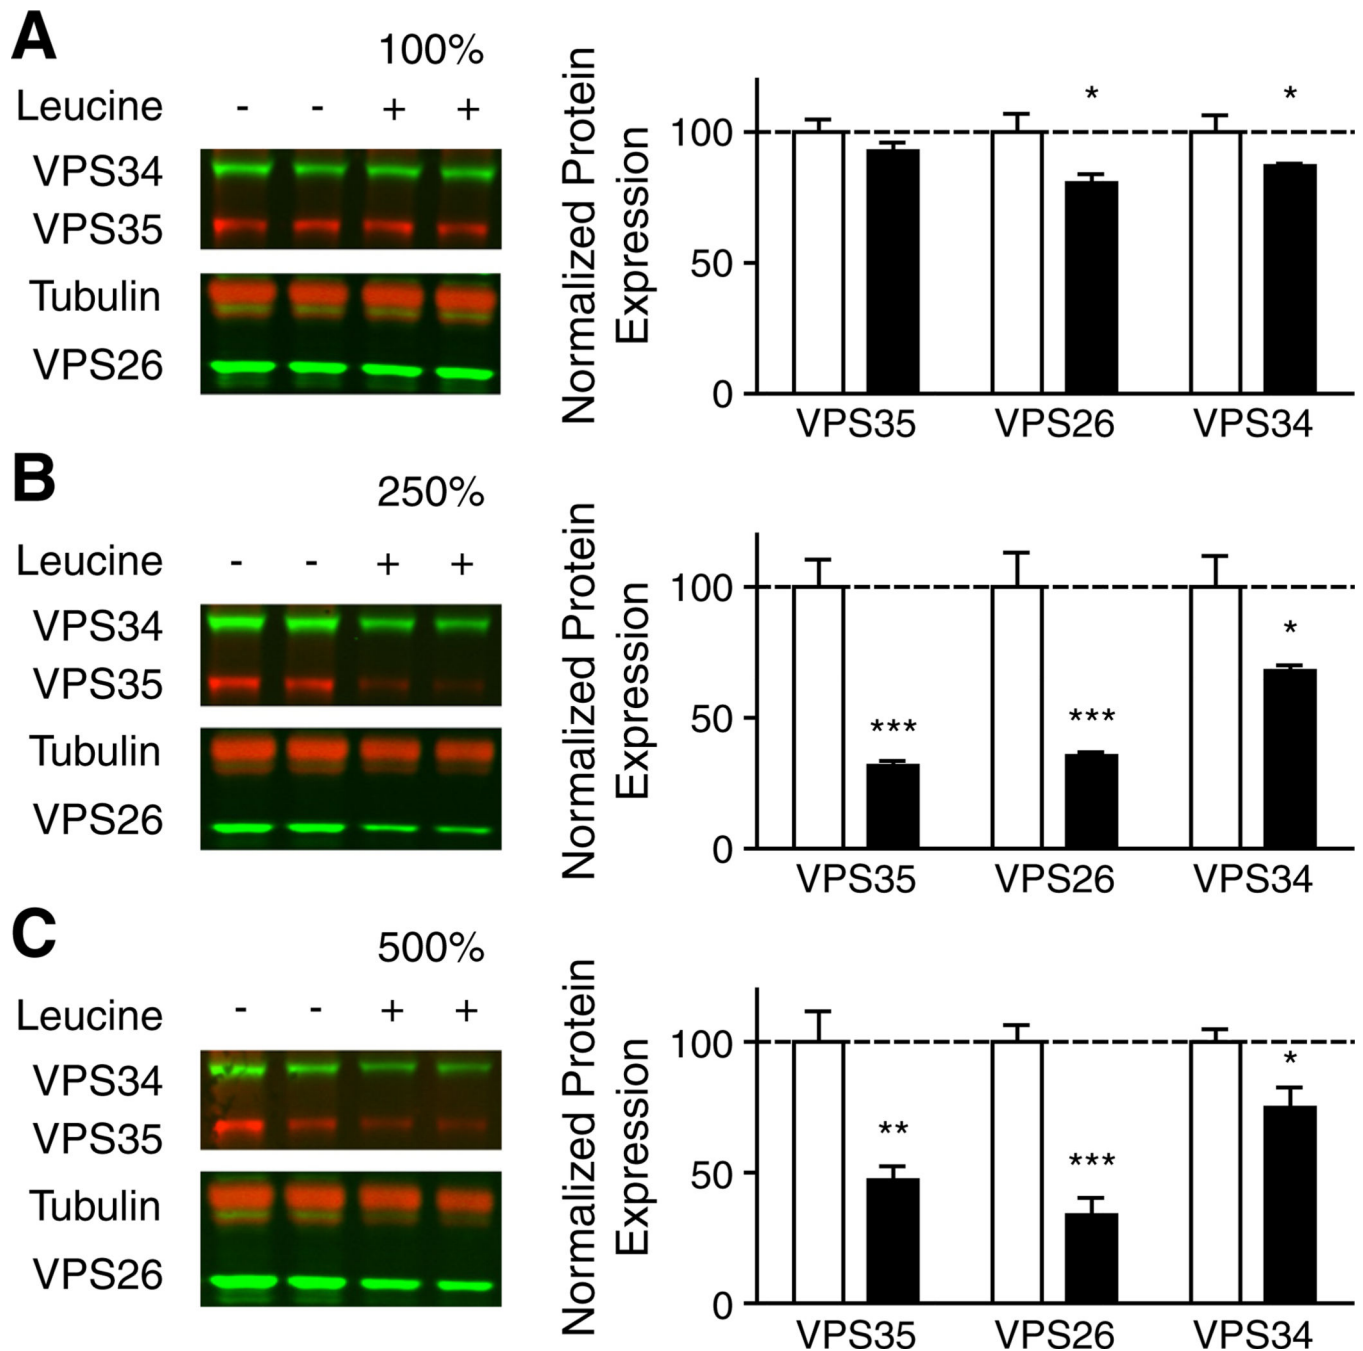 A
100%
Leucine - - + +
VPS34
VPS35
Tubulin
VPS26
Normalized Protein
Expression
100
50
0
* *
VPS35 VPS26 VPS34
B
250%
Leucine - - + +
VPS34
VPS35
Tubulin
VPS26
Normalized Protein
Expression
100
50
0
*** *** *
VPS35 VPS26 VPS34
C
500%
Leucine - - + +
VPS34
VPS35
Tubulin
VPS26
Normalized Protein
Expression
100
50
0
** *** *
VPS35 VPS26 VPS34